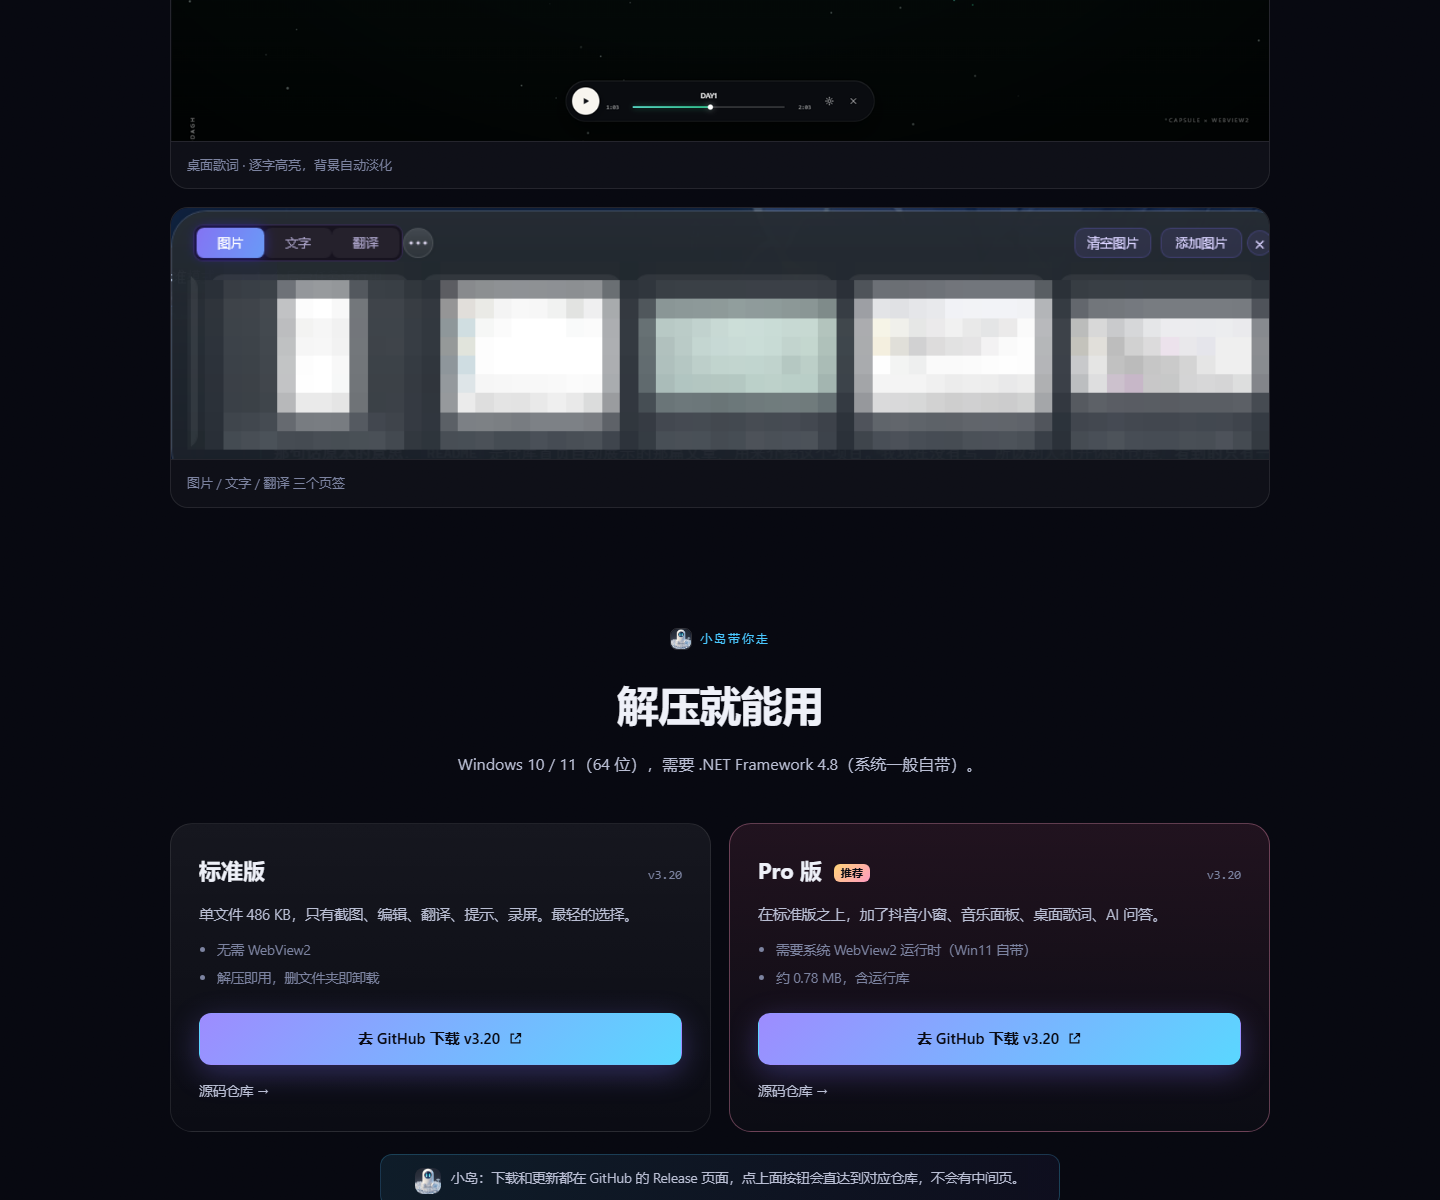 DAY1
1:03
2:03
DAGH
*CAPSULE × WEBVIEW2
桌面歌词 · 逐字高亮，背景自动淡化
图片
文字
翻译
清空图片
添加图片
图片 / 文字 / 翻译 三个页签
小岛带你走
解压就能用
Windows 10 / 11（64 位），需要 .NET Framework 4.8（系统一般自带）。
标准版
v3.20
单文件 486 KB，只有截图、编辑、翻译、提示、录屏。最轻的选择。
• 无需 WebView2
• 解压即用，删文件夹即卸载
去 GitHub 下载 v3.20
源码仓库 →
Pro 版
推荐
v3.20
在标准版之上，加了抖音小窗、音乐面板、桌面歌词、AI 问答。
• 需要系统 WebView2 运行时（Win11 自带）
• 约 0.78 MB，含运行库
去 GitHub 下载 v3.20
源码仓库 →
小岛：下载和更新都在 GitHub 的 Release 页面，点上面按钮会直达到对应仓库，不会有中间页。